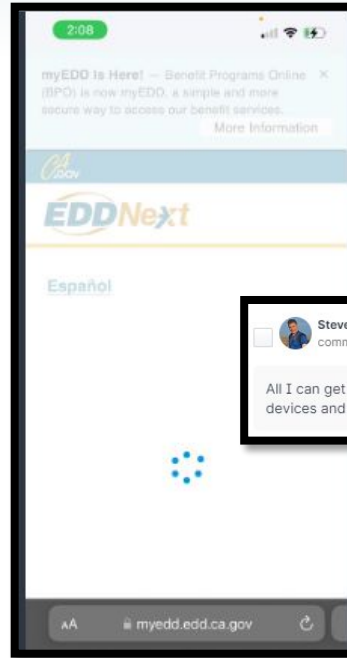 2:08
myEDD Is Here! — Benefit Programs Online ×
(BPO) is now myEDD, a simple and more
secure way to access our benefit services.
More Information
CA.gov
EDDNext
Español
Steve
comm
All I can get
devices and
AA myedd.edd.ca.gov